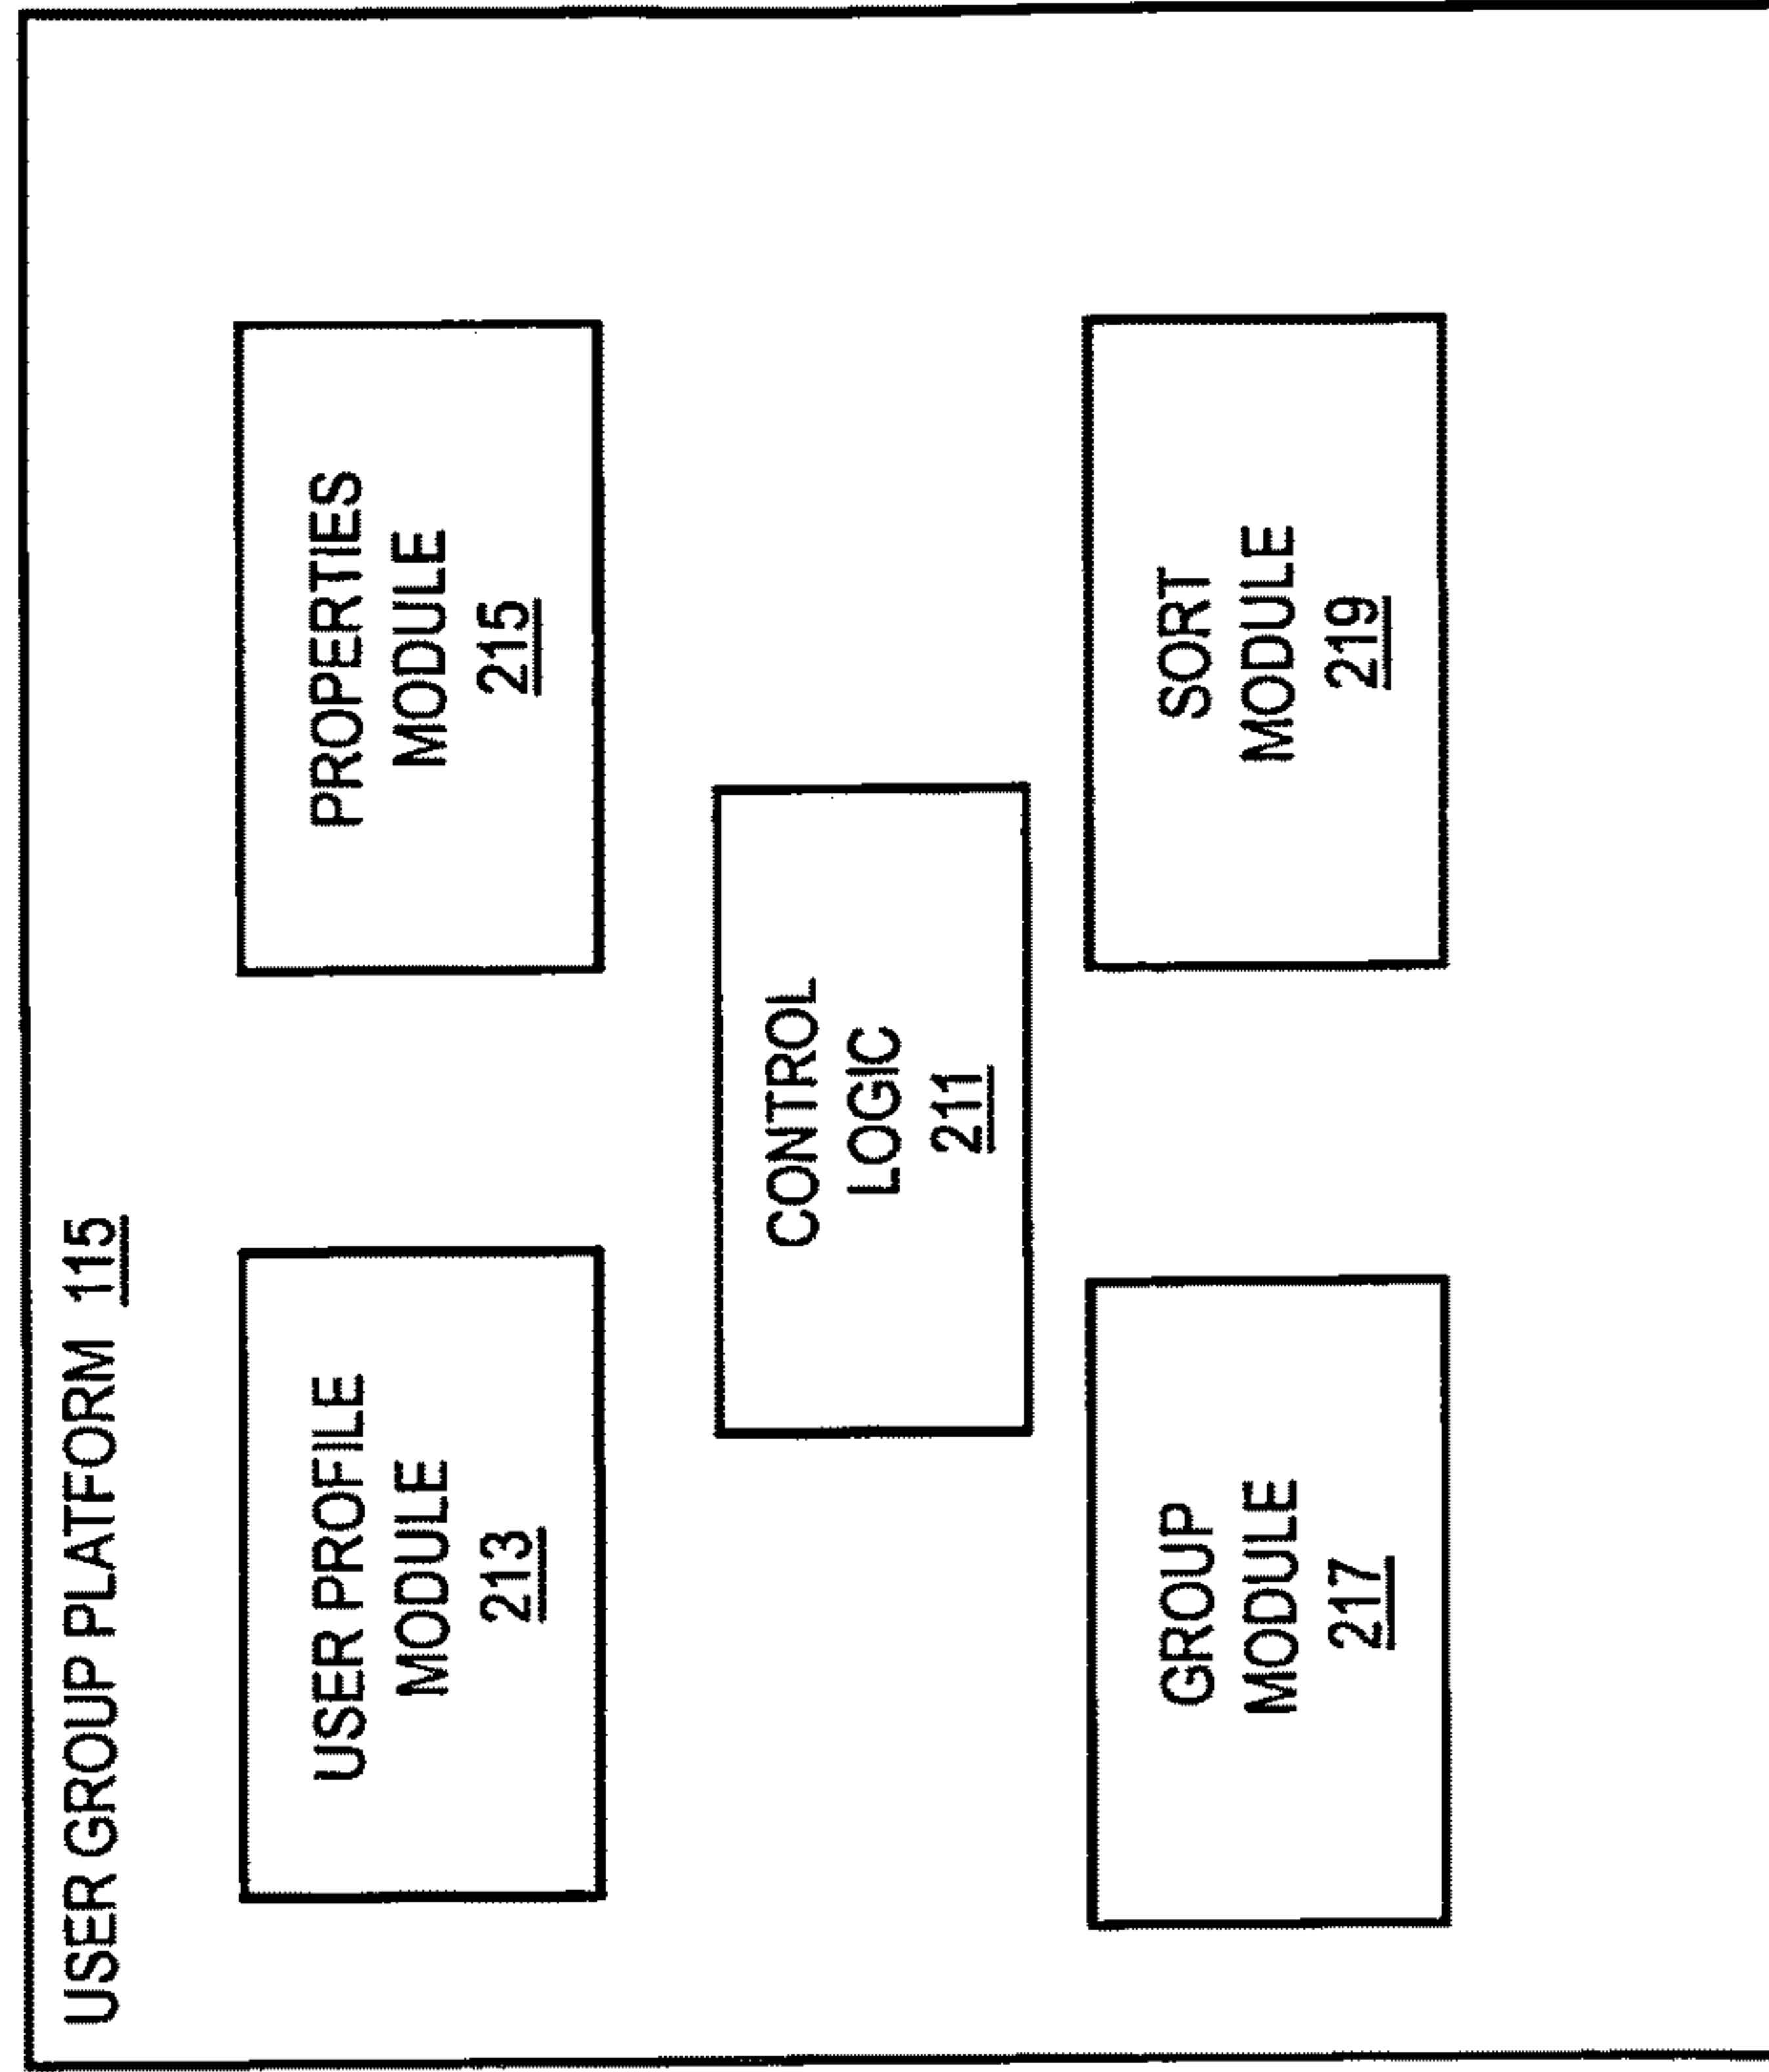 USER GROUP PLATFORM 115
USER PROFILE
MODULE
213
PROPERTIES
MODULE
215
CONTROL
LOGIC
211
GROUP
MODULE
217
SORT
MODULE
219